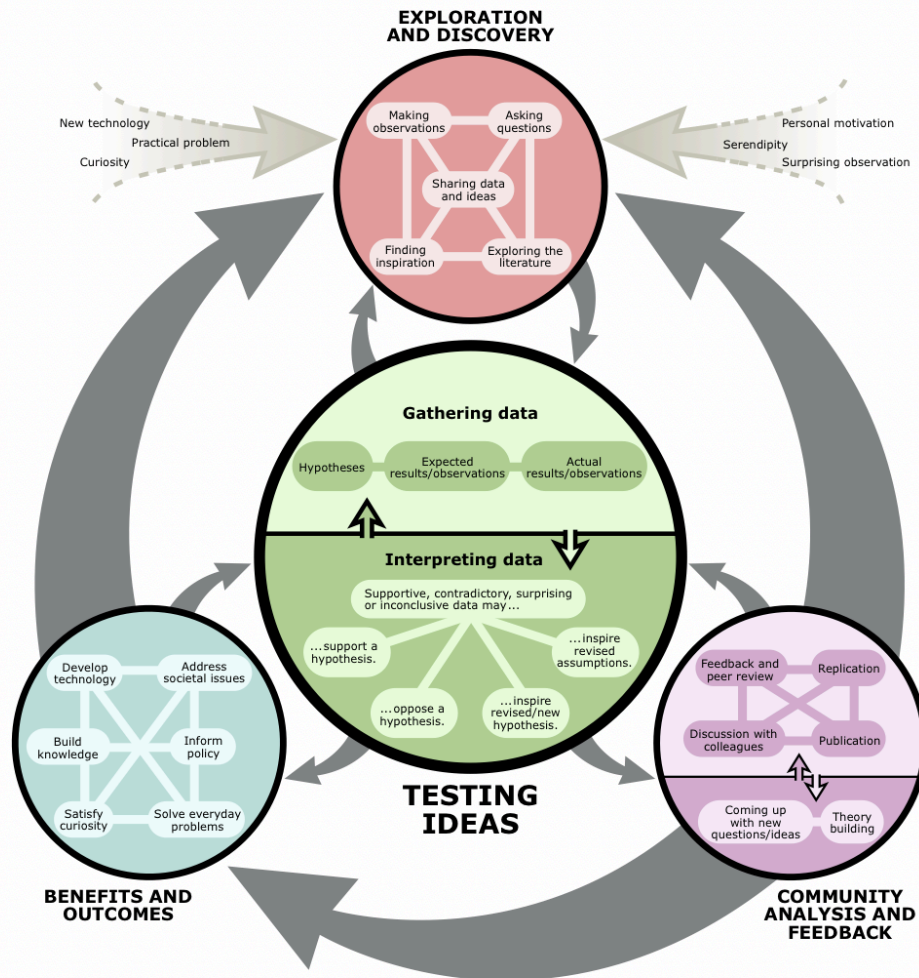 EXPLORATION
AND DISCOVERY
New technology
Practical problem
Curiosity
Personal motivation
Serendipity
Surprising observation
Making
observations
Asking
questions
Sharing data
and ideas
Finding
inspiration
Exploring the
literature
Gathering data
Hypotheses
Expected
results/observations
Actual
results/observations
Interpreting data
Supportive, contradictory, surprising
or inconclusive data may...
...support a
hypothesis.
...oppose a
hypothesis.
...inspire
revised/new
hypothesis.
...inspire
revised
assumptions.
TESTING
IDEAS
Develop
technology
Address
societal issues
Build
knowledge
Inform
policy
Satisfy
curiosity
Solve everyday
problems
BENEFITS AND
OUTCOMES
Feedback and
peer review
Replication
Discussion with
colleagues
Publication
Coming up
with new
questions/ideas
Theory
building
COMMUNITY
ANALYSIS AND
FEEDBACK